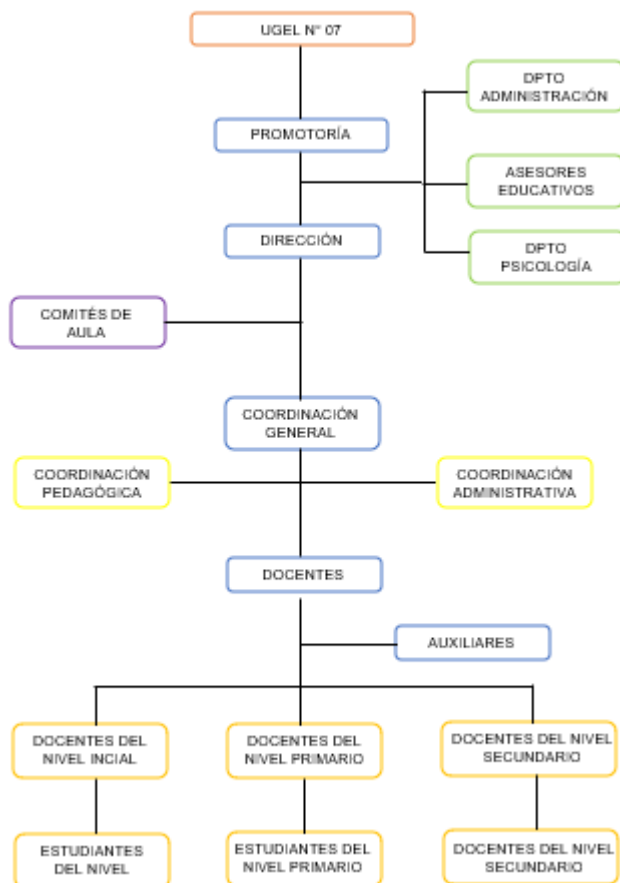 UGEL N° 07
DPTO
ADMINISTRACIÓN
PROMOTORÍA
ASESORES
EDUCATIVOS
DIRECCIÓN
DPTO
PSICOLOGÍA
COMITÉS DE
AULA
COORDINACIÓN
GENERAL
COORDINACIÓN
PEDAGÓGICA
COORDINACIÓN
ADMINISTRATIVA
DOCENTES
AUXILIARES
DOCENTES DEL
NIVEL INCIAL
DOCENTES DEL
NIVEL PRIMARIO
DOCENTES DEL NIVEL
SECUNDARIO
ESTUDIANTES
DEL NIVEL
ESTUDIANTES DEL
NIVEL PRIMARIO
DOCENTES DEL NIVEL
SECUNDARIO